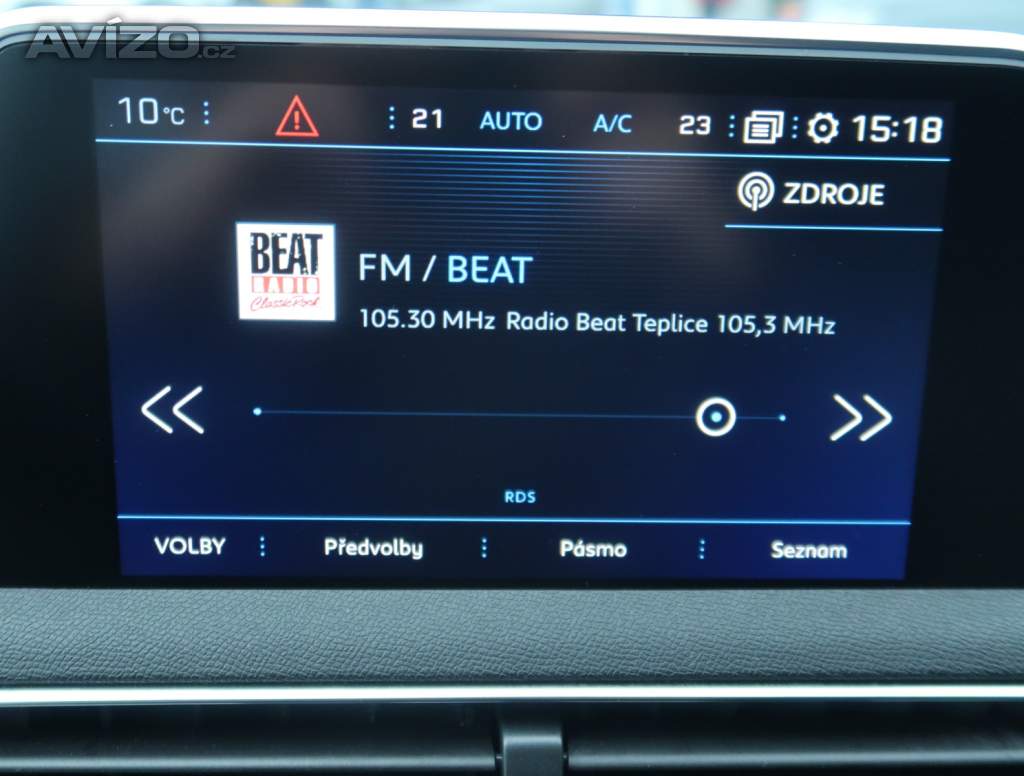 AVÍZO.cz
10°C 21 AUTO A/C 23 15:18
ZDROJE
BEAT
RADIO
Classic Rock
FM / BEAT
105.30 MHz Radio Beat Teplice 105,3 MHz
RDS
VOLBY Předvolby Pásmo Seznam